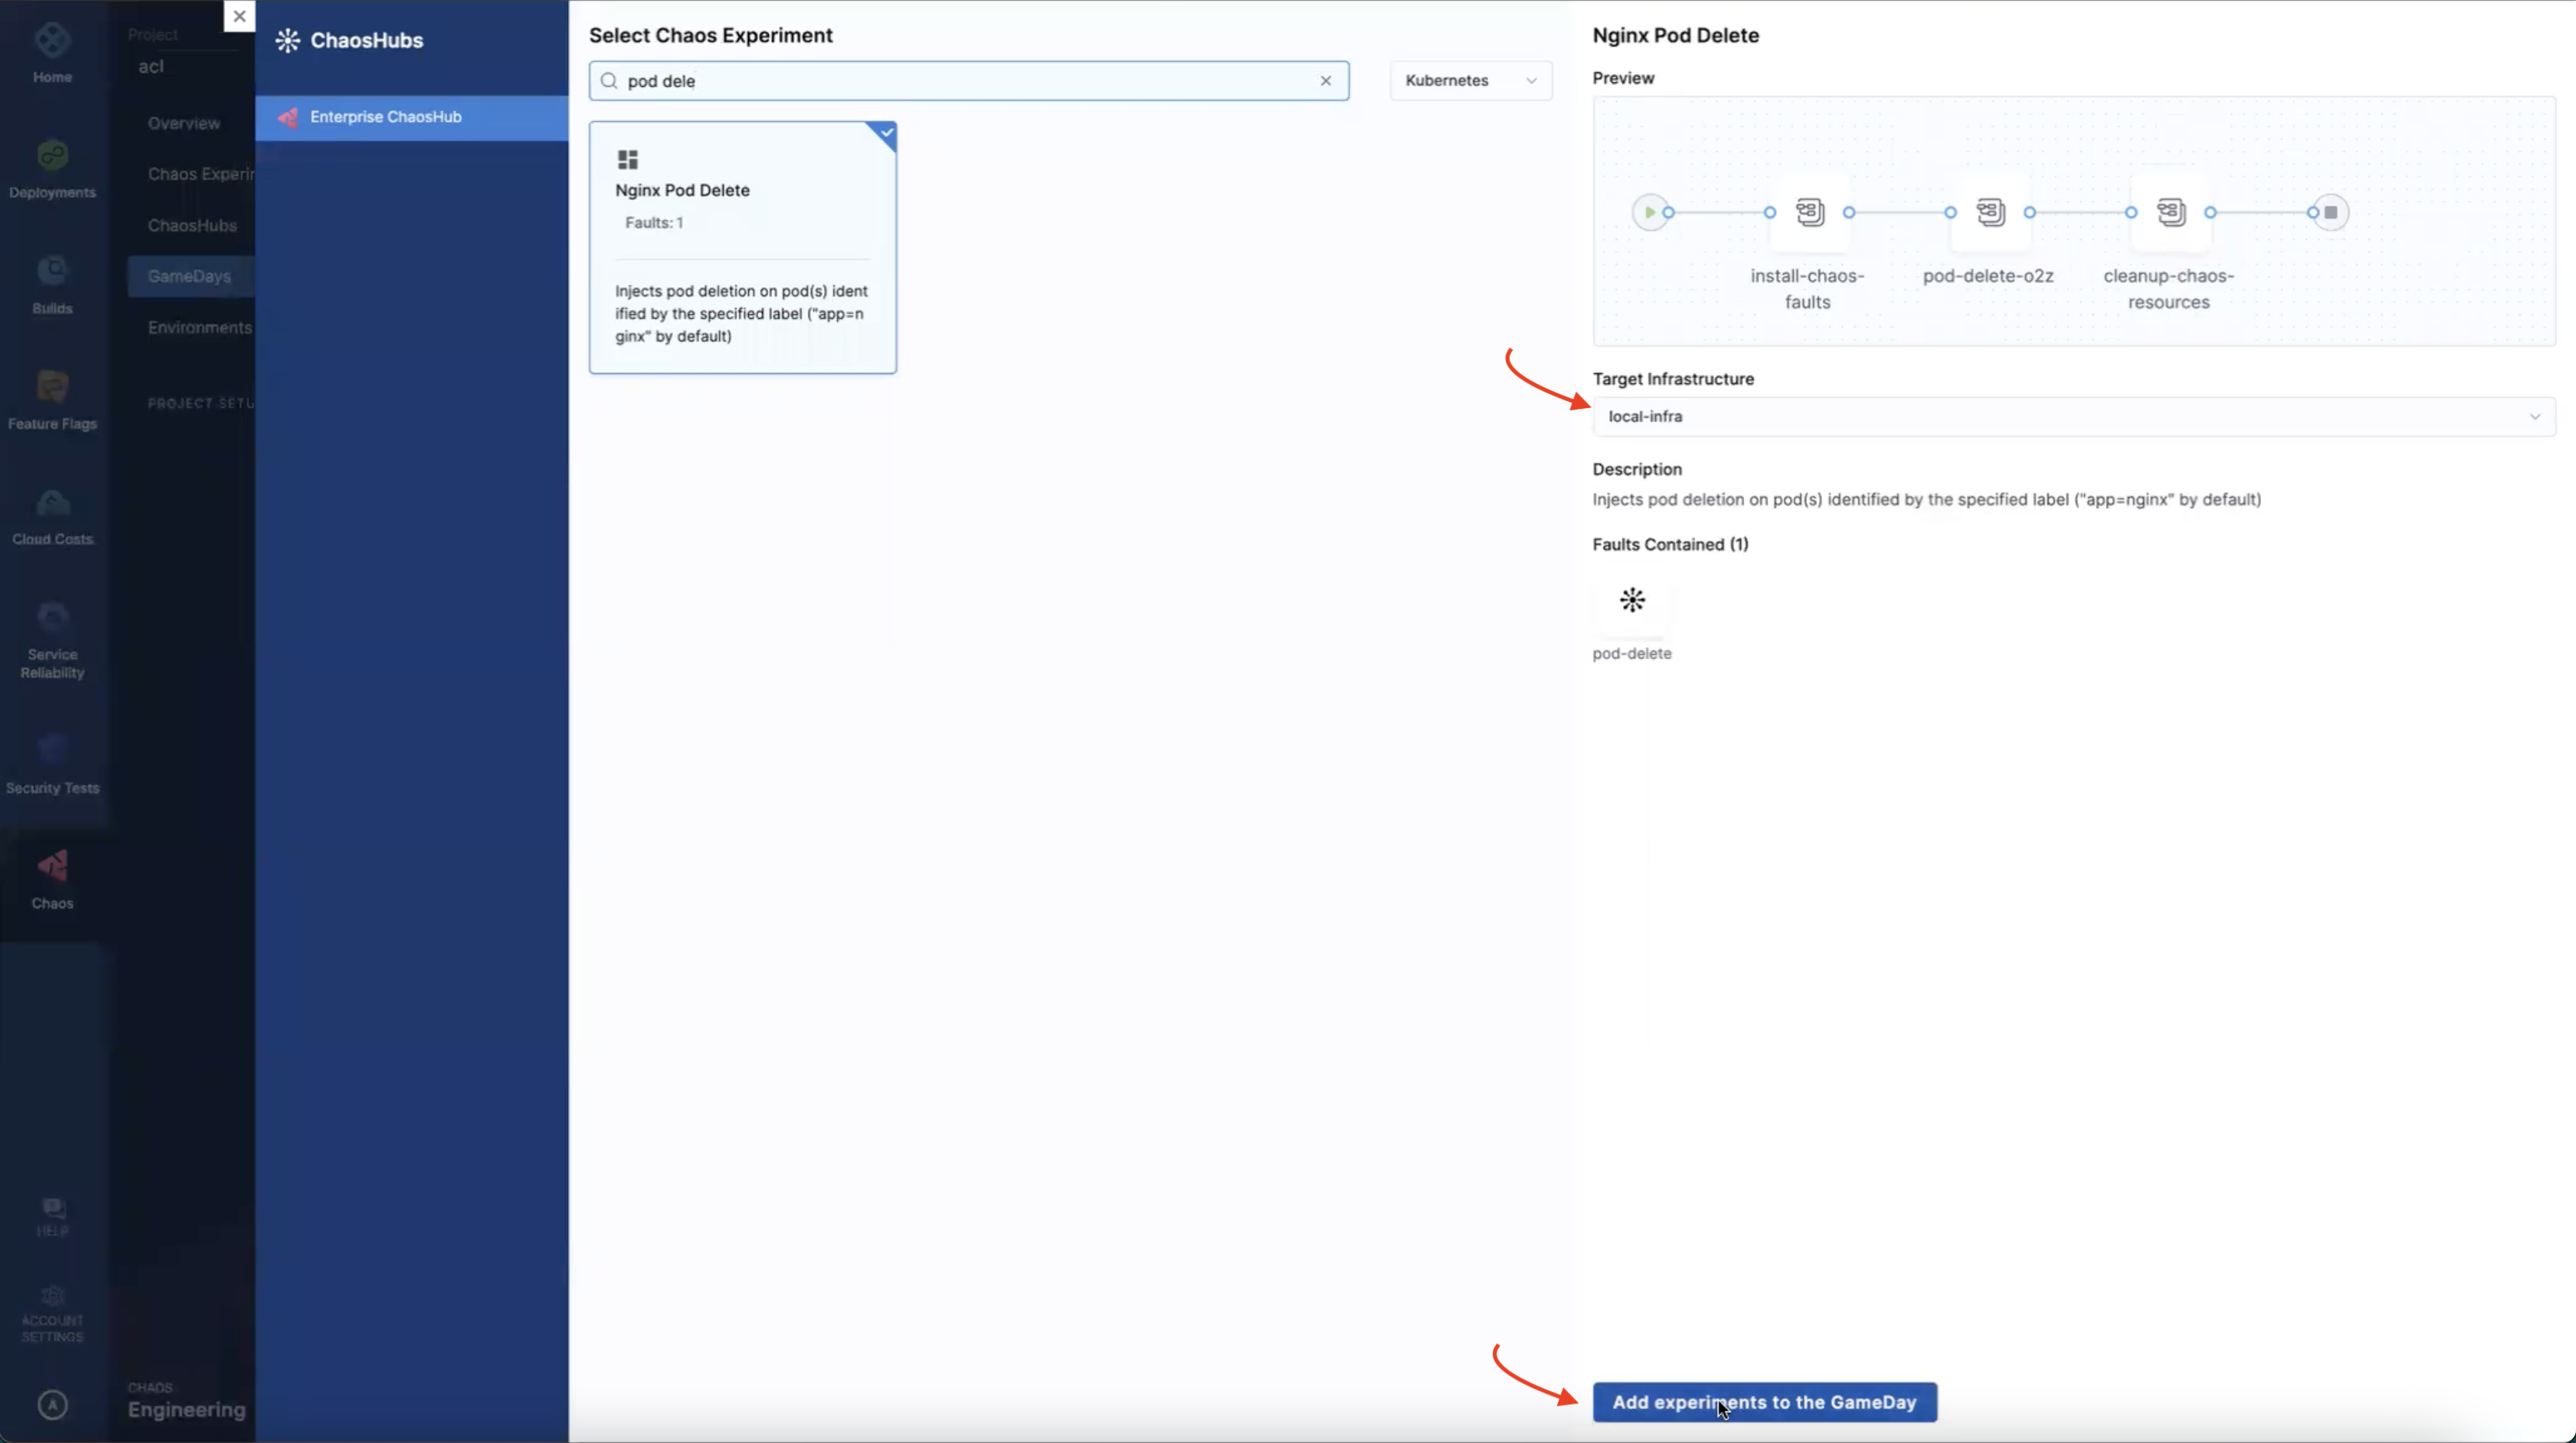 Home
Deployments
Builds
Feature Flags
Cloud Costs
Service
Reliability
Security Tests
Chaos
HELP
ACCOUNT
SETTINGS
A
Project
acl
Overview
Chaos Experir
ChaosHubs
GameDays
Environments
PROJECT SETU
CHAOS
Engineering
ChaosHubs
Enterprise ChaosHub
Select Chaos Experiment
pod dele
Kubernetes
Nginx Pod Delete
Faults: 1
Injects pod deletion on pod(s) ident
ified by the specified label ("app=n
ginx" by default)
Nginx Pod Delete
Preview
install-chaos-
faults
pod-delete-o2z
cleanup-chaos-
resources
Target Infrastructure
local-infra
Description
Injects pod deletion on pod(s) identified by the specified label ("app=nginx" by default)
Faults Contained (1)
pod-delete
Add experiments to the GameDay